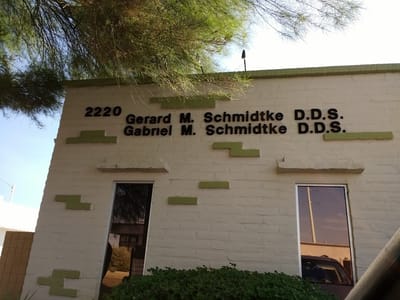 2220 Gerard M. Schmidtke D.D.S.
Gabriel M. Schmidtke D.D.S.